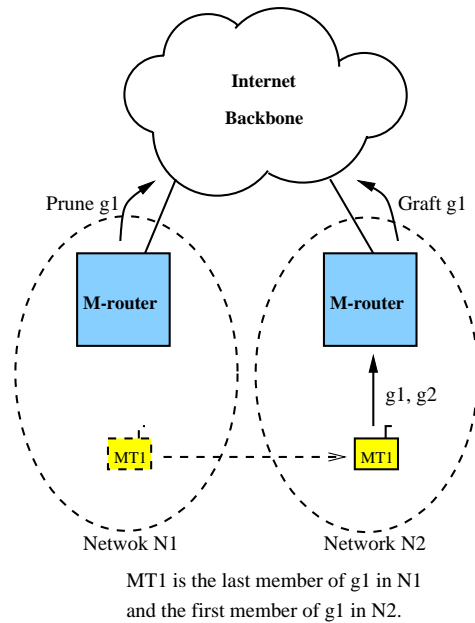 Internet
Backbone
Prune g1
Graft g1
M-router
M-router
g1, g2
MT1
MT1
Netwok N1
Network N2
MT1 is the last member of g1 in N1
and the first member of g1 in N2.